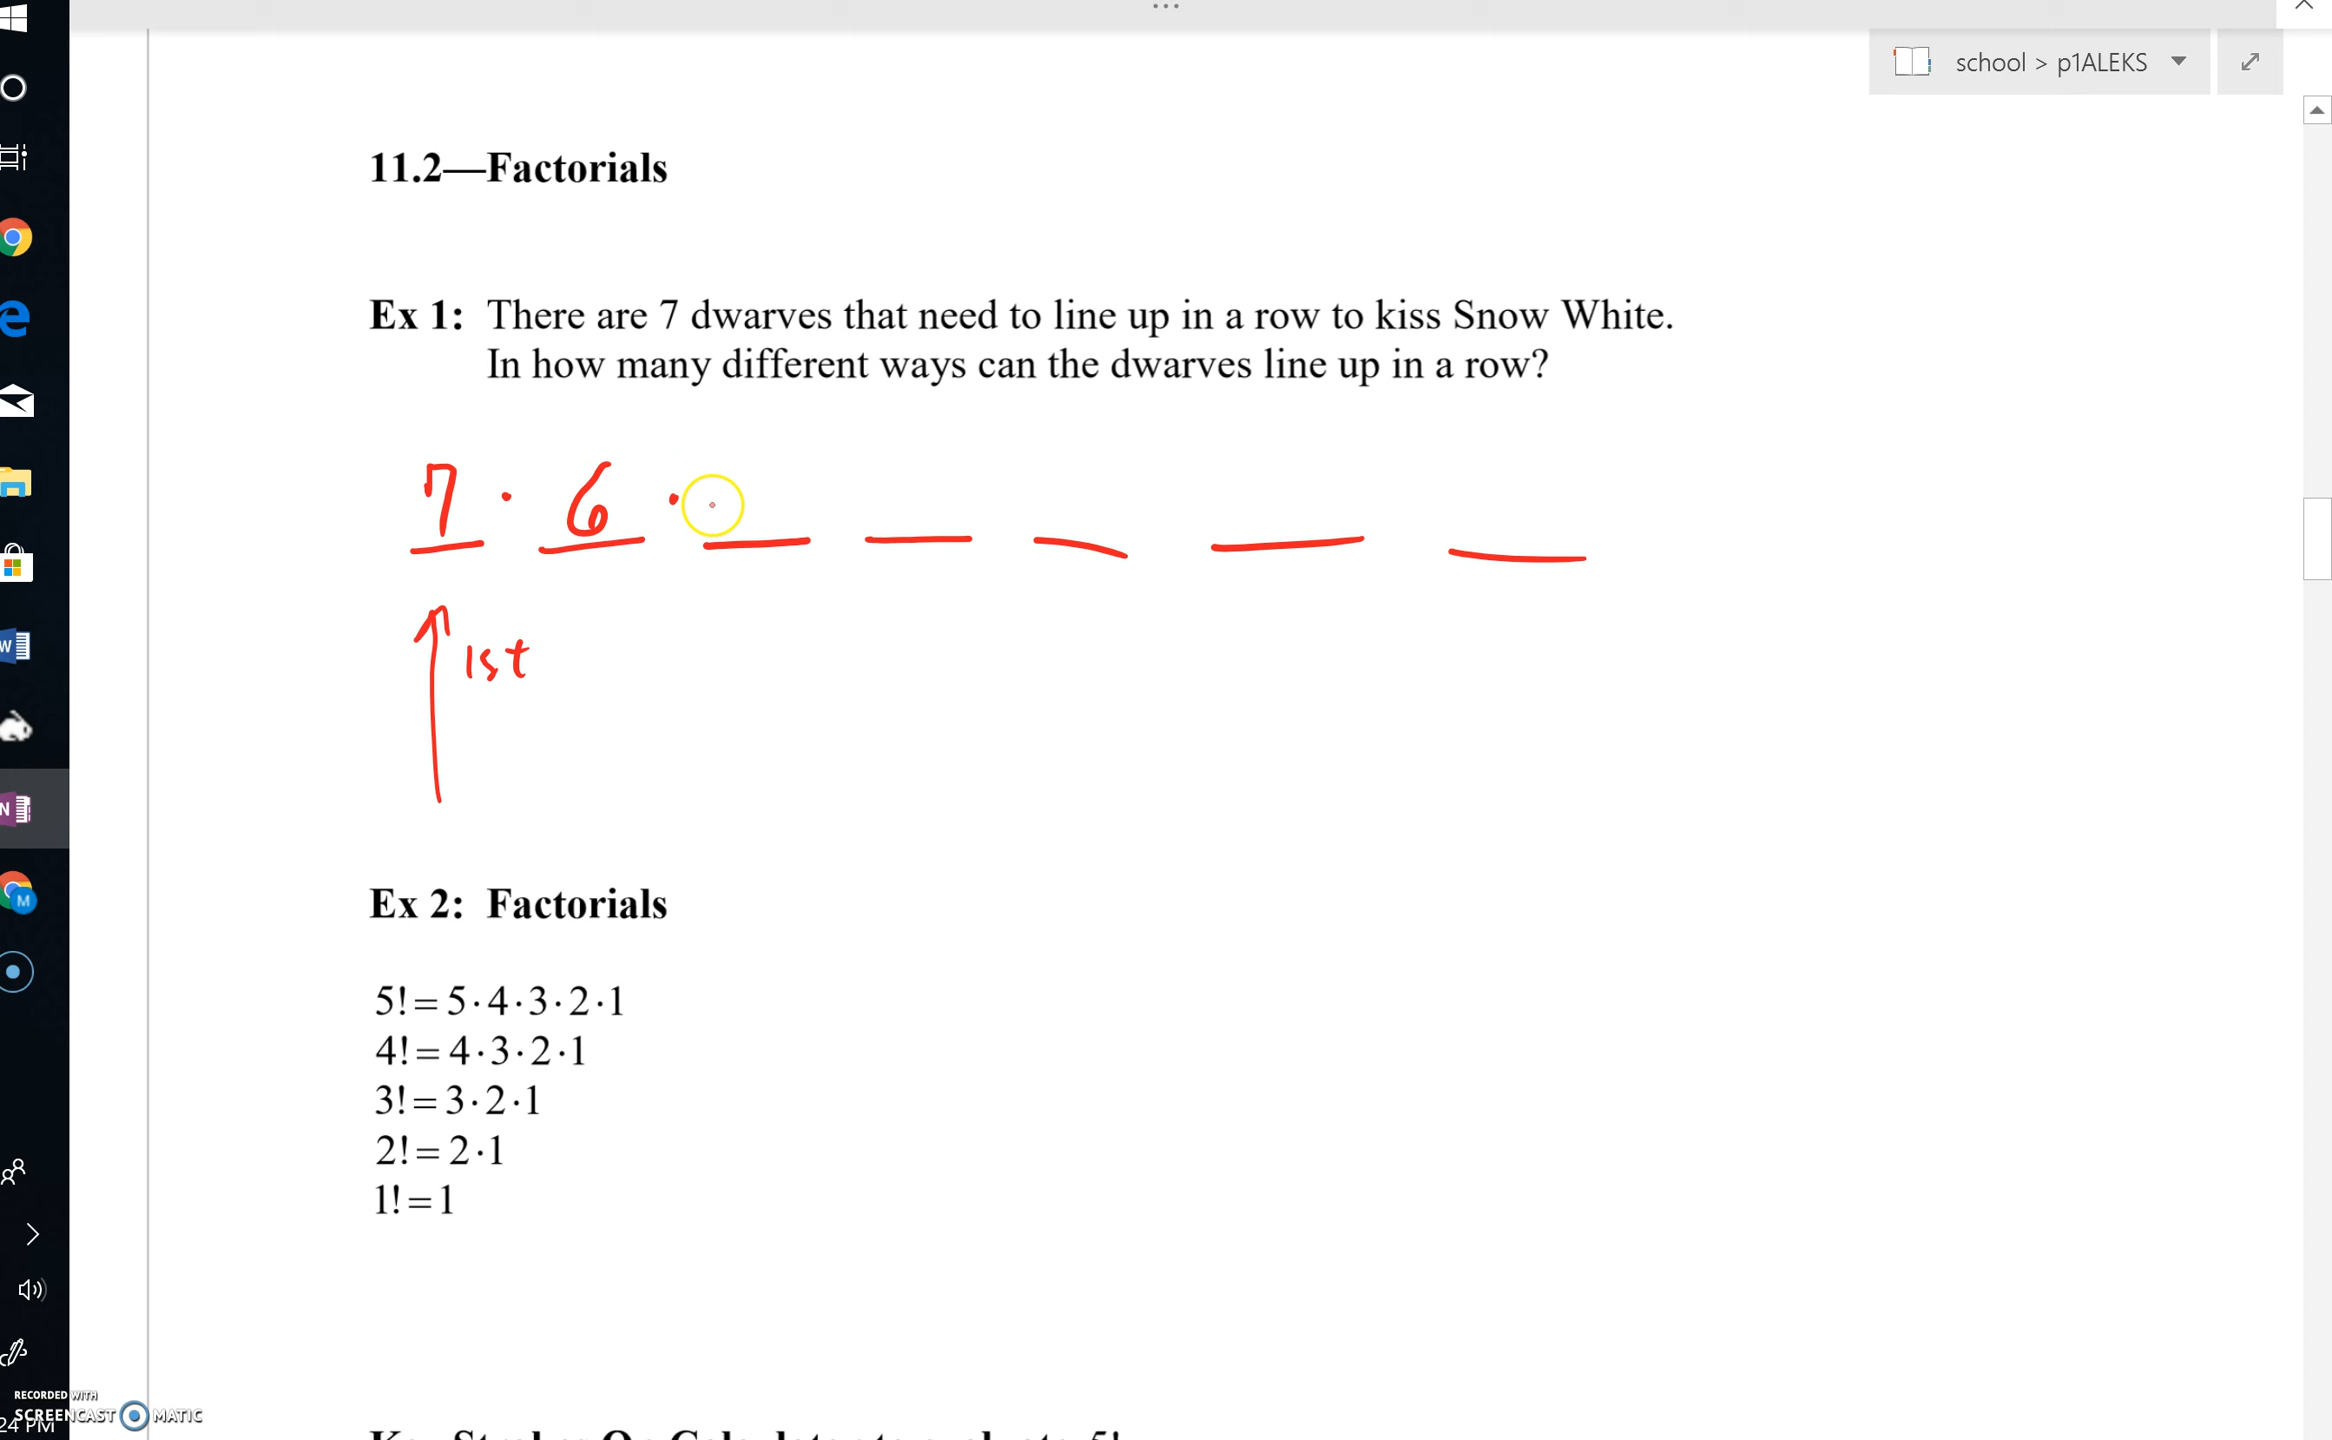 school > p1ALEKS
11.2—Factorials
Ex 1: There are 7 dwarves that need to line up in a row to kiss Snow White.
In how many different ways can the dwarves line up in a row?
7 · 6 ·
1st
Ex 2: Factorials
5! = 5 · 4 · 3 · 2 · 1
4! = 4 · 3 · 2 · 1
3! = 3 · 2 · 1
2! = 2 · 1
1! = 1
RECORDED WITH
SCREENCAST MATIC
24 PM